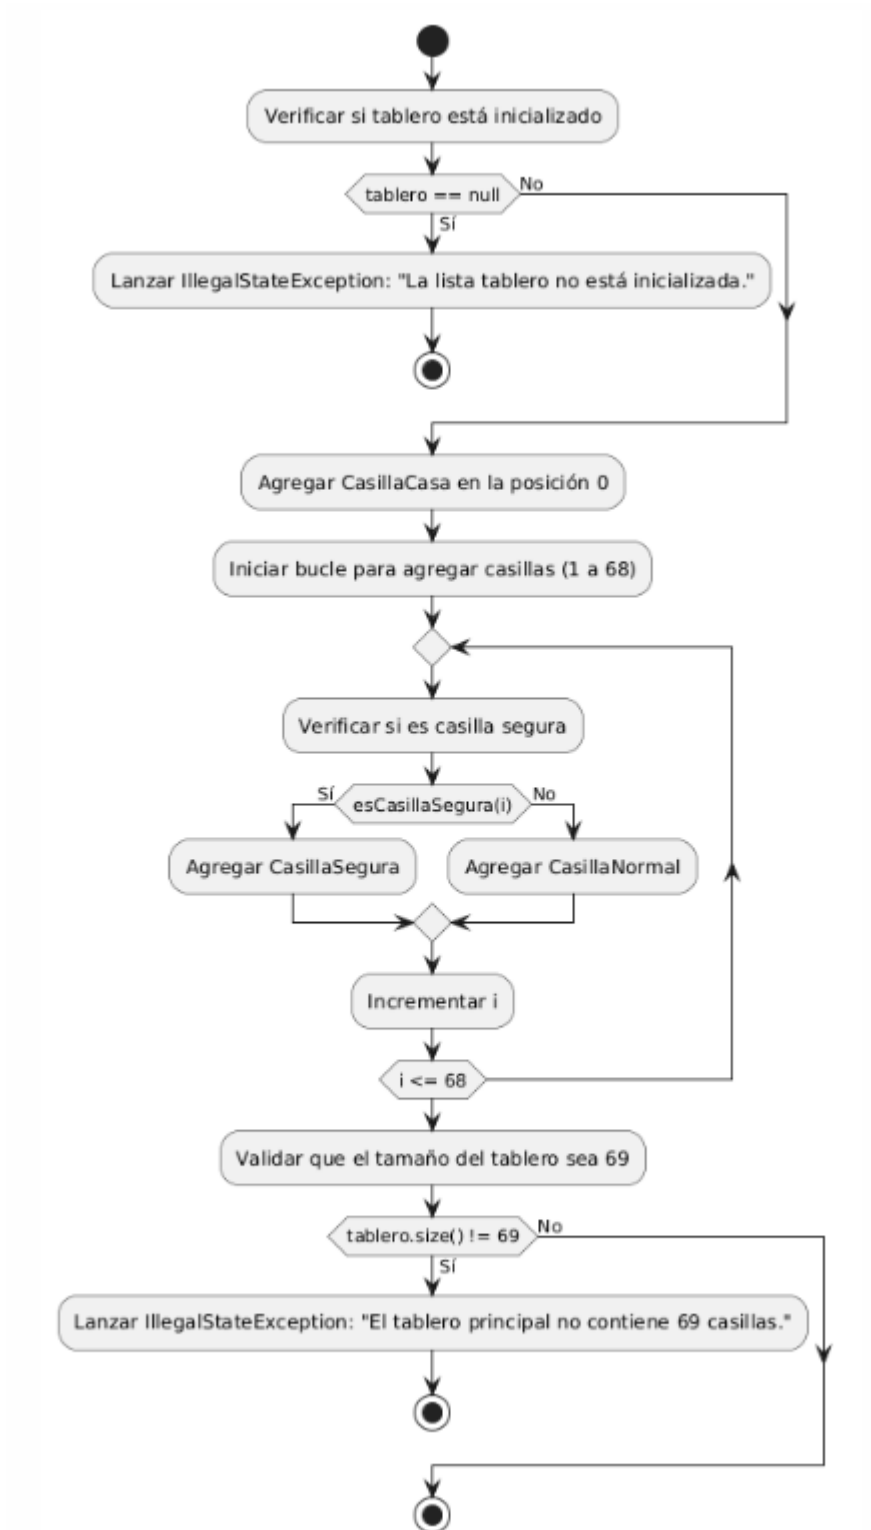 Verificar si tablero está inicializado
tablero == null
No
Sí
Lanzar IllegalStateException: "La lista tablero no está inicializada."
Agregar CasillaCasa en la posición 0
Iniciar bucle para agregar casillas (1 a 68)
Verificar si es casilla segura
Sí
esCasillaSegura(i)
No
Agregar CasillaSegura
Agregar CasillaNormal
Incrementar i
i <= 68
Validar que el tamaño del tablero sea 69
tablero.size() != 69
No
Sí
Lanzar IllegalStateException: "El tablero principal no contiene 69 casillas."